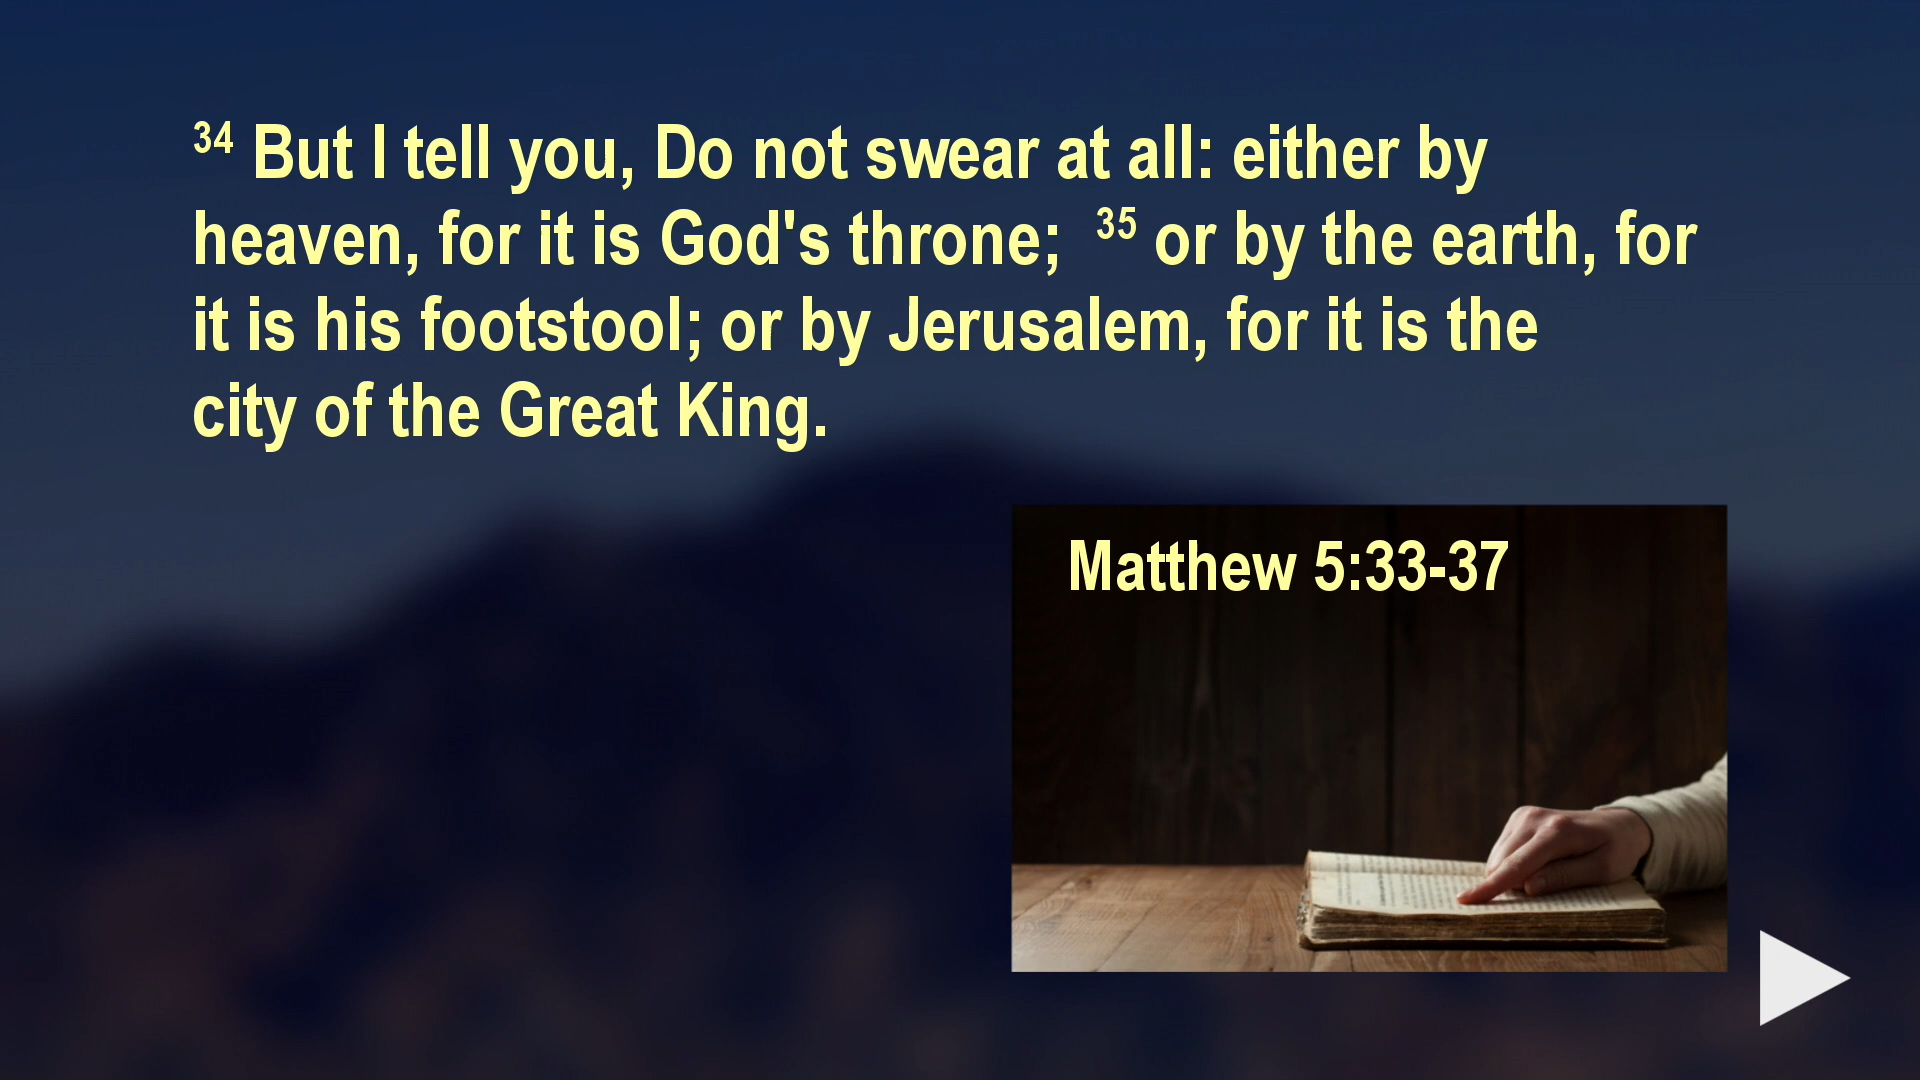 34 But I tell you, Do not swear at all: either by
heaven, for it is God's throne; 35 or by the earth, for
it is his footstool; or by Jerusalem, for it is the
city of the Great King.
Matthew 5:33-37